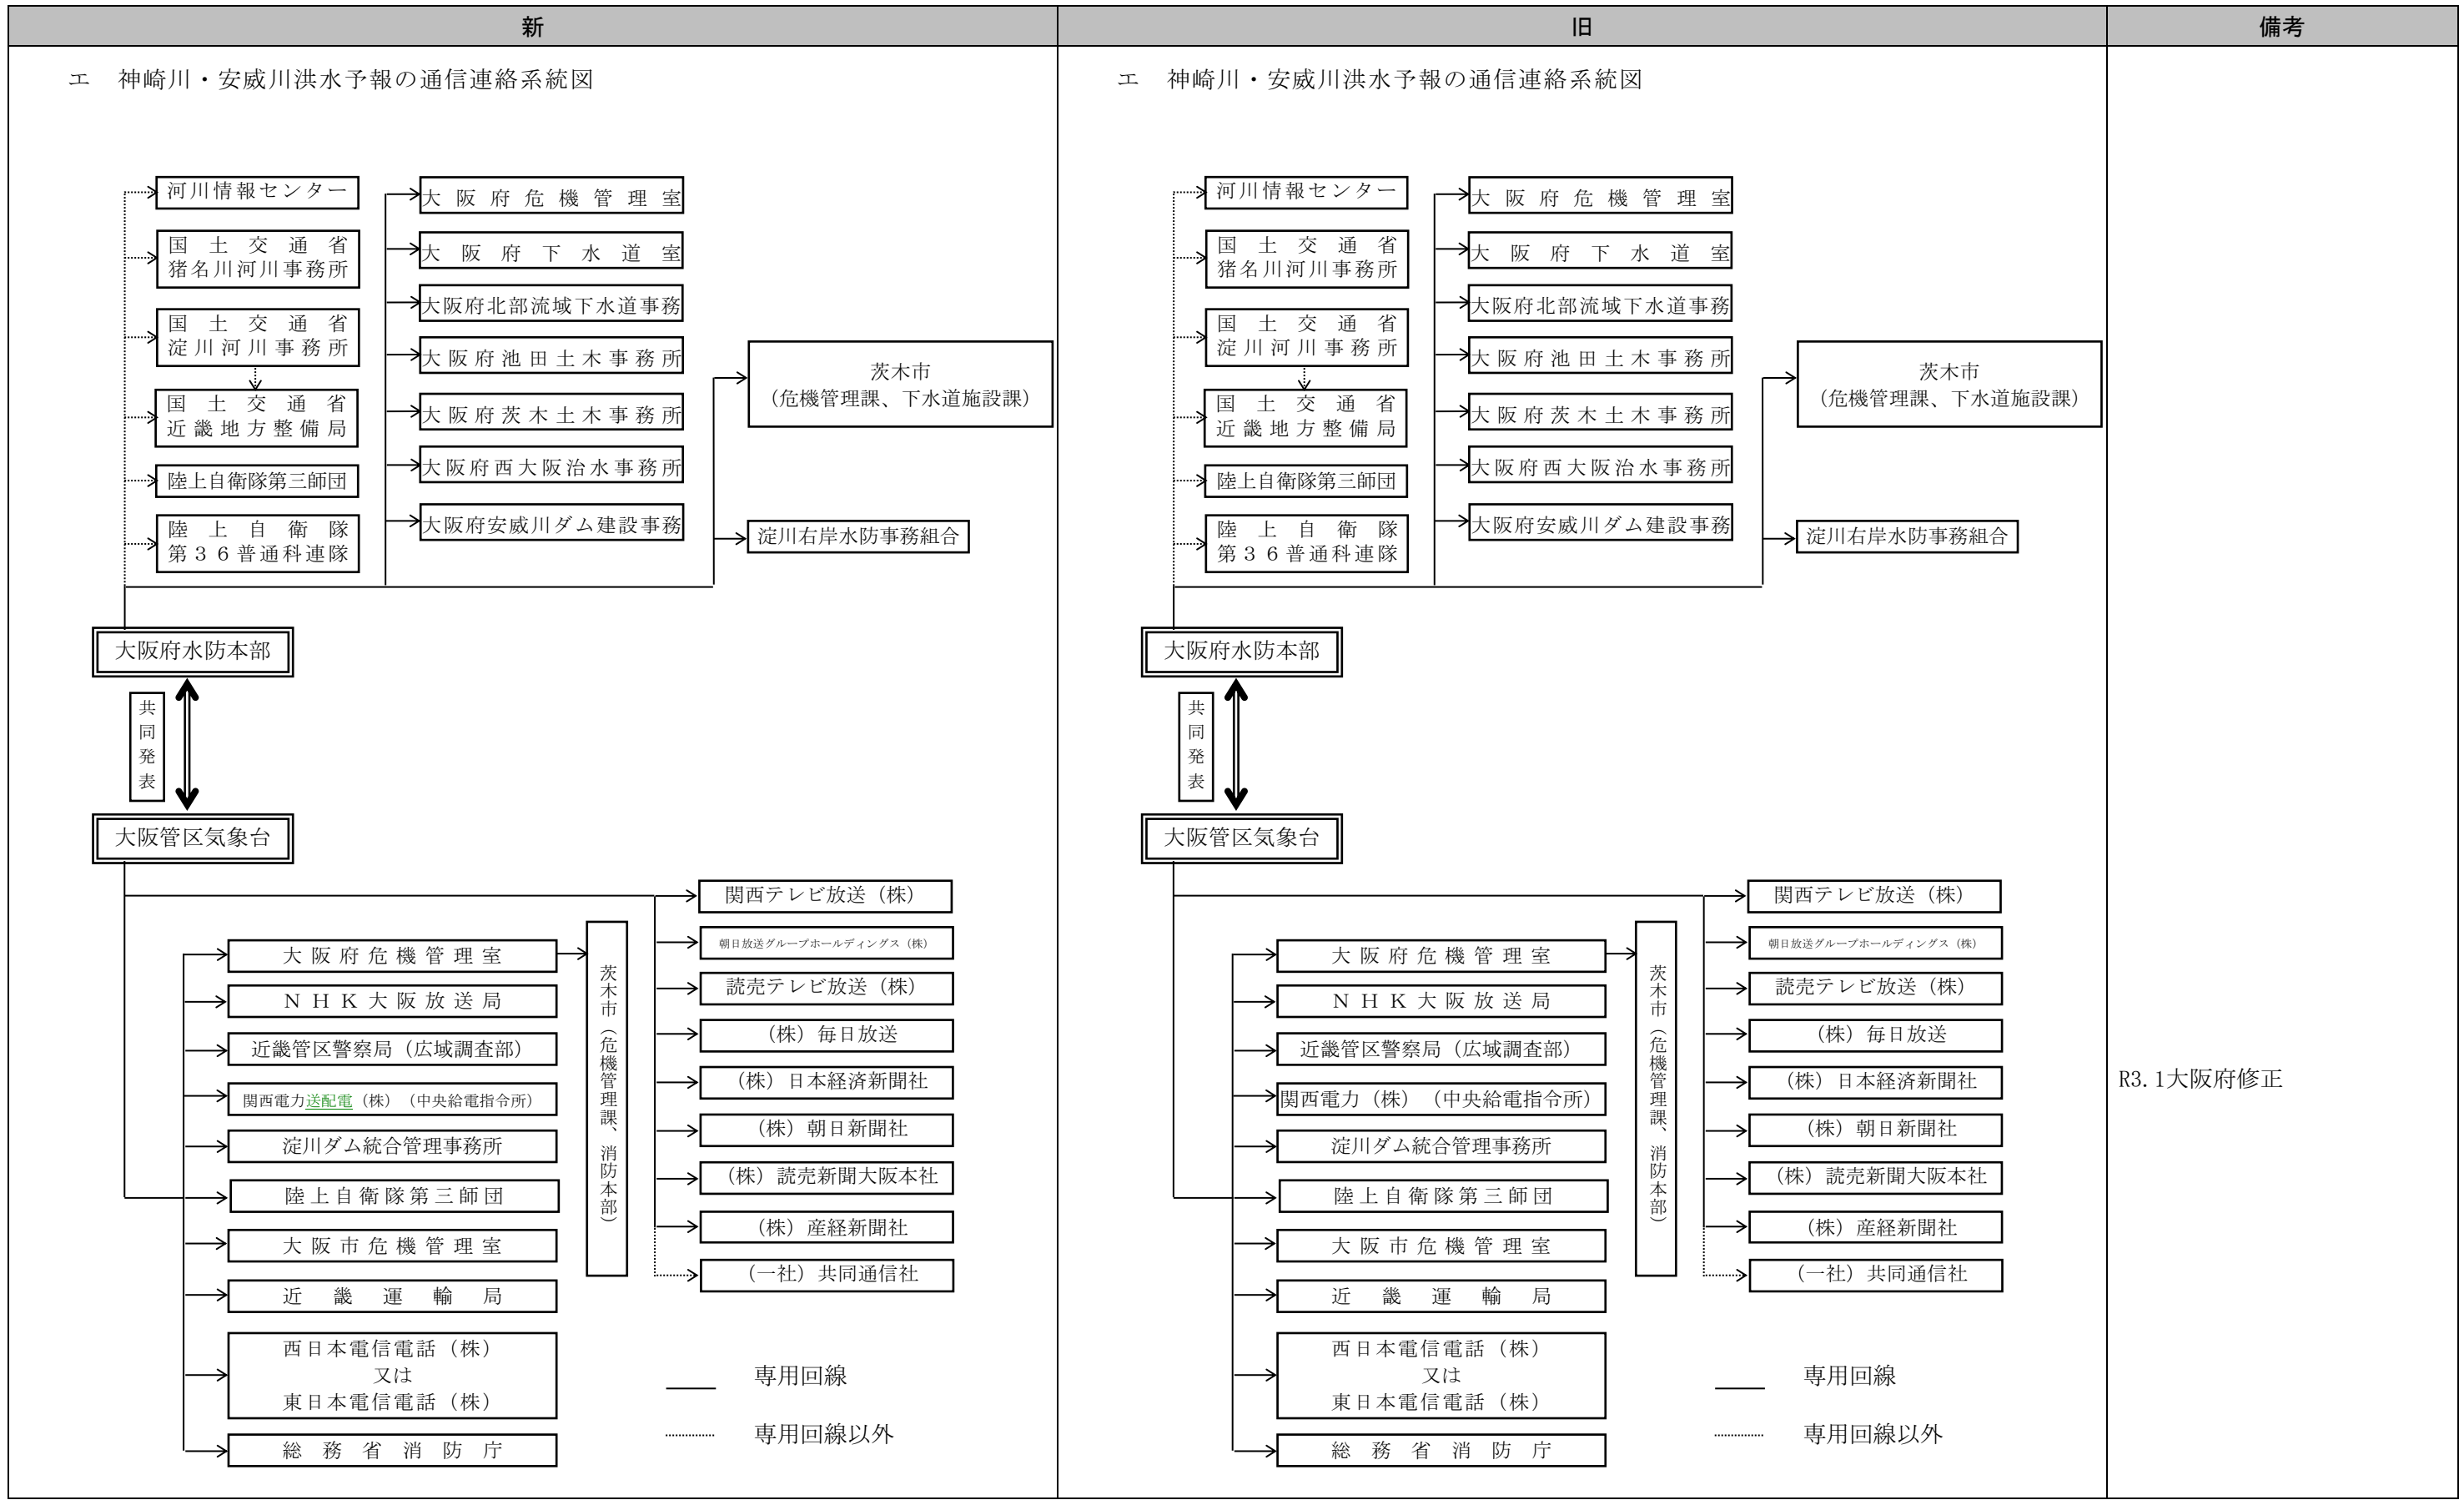 新
旧
備考
エ　神崎川・安威川洪水予報の通信連絡系統図
河川情報センター
国土交通省
猪名川河川事務所
国土交通省
淀川河川事務所
国土交通省
近畿地方整備局
陸上自衛隊第三師団
陸上自衛隊
第３６普通科連隊
大阪府危機管理室
大阪府下水道室
大阪府北部流域下水道事務
大阪府池田土木事務所
大阪府茨木土木事務所
大阪府西大阪治水事務所
大阪府安威川ダム建設事務
茨木市
（危機管理課、下水道施設課）
淀川右岸水防事務組合
大阪府水防本部
共同発表
大阪管区気象台
大阪府危機管理室
ＮＨＫ大阪放送局
近畿管区警察局（広域調査部）
関西電力送配電（株）（中央給電指令所）
淀川ダム統合管理事務所
陸上自衛隊第三師団
大阪市危機管理室
近畿運輸局
西日本電信電話（株）
又は
東日本電信電話（株）
総務省消防庁
茨木市（危機管理課、消防本部）
関西テレビ放送（株）
朝日放送グループホールディングス（株）
読売テレビ放送（株）
（株）毎日放送
（株）日本経済新聞社
（株）朝日新聞社
（株）読売新聞大阪本社
（株）産経新聞社
（一社）共同通信社
専用回線
専用回線以外
エ　神崎川・安威川洪水予報の通信連絡系統図
河川情報センター
国土交通省
猪名川河川事務所
国土交通省
淀川河川事務所
国土交通省
近畿地方整備局
陸上自衛隊第三師団
陸上自衛隊
第３６普通科連隊
大阪府危機管理室
大阪府下水道室
大阪府北部流域下水道事務
大阪府池田土木事務所
大阪府茨木土木事務所
大阪府西大阪治水事務所
大阪府安威川ダム建設事務
茨木市
（危機管理課、下水道施設課）
淀川右岸水防事務組合
大阪府水防本部
共同発表
大阪管区気象台
大阪府危機管理室
ＮＨＫ大阪放送局
近畿管区警察局（広域調査部）
関西電力（株）（中央給電指令所）
淀川ダム統合管理事務所
陸上自衛隊第三師団
大阪市危機管理室
近畿運輸局
西日本電信電話（株）
又は
東日本電信電話（株）
総務省消防庁
茨木市（危機管理課、消防本部）
関西テレビ放送（株）
朝日放送グループホールディングス（株）
読売テレビ放送（株）
（株）毎日放送
（株）日本経済新聞社
（株）朝日新聞社
（株）読売新聞大阪本社
（株）産経新聞社
（一社）共同通信社
専用回線
専用回線以外
R3.1大阪府修正